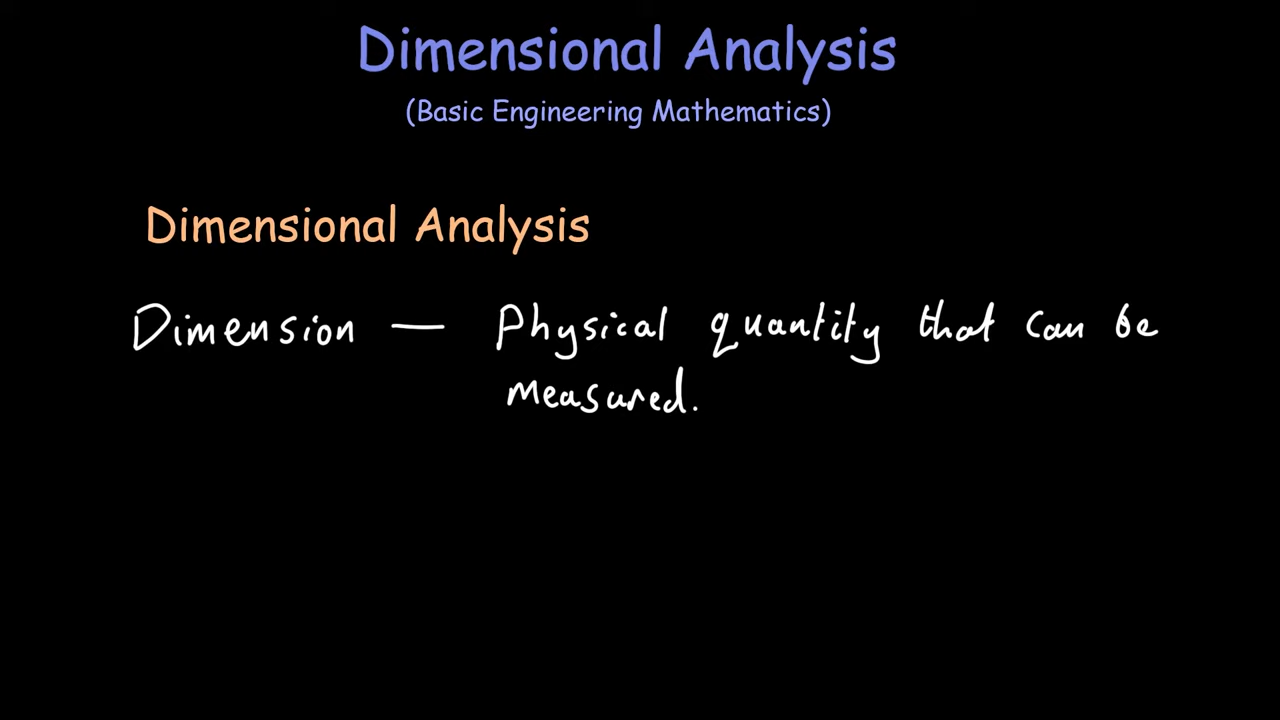 Dimensional Analysis
(Basic Engineering Mathematics)
Dimensional Analysis
Dimension — Physical quantity that can be
measured.